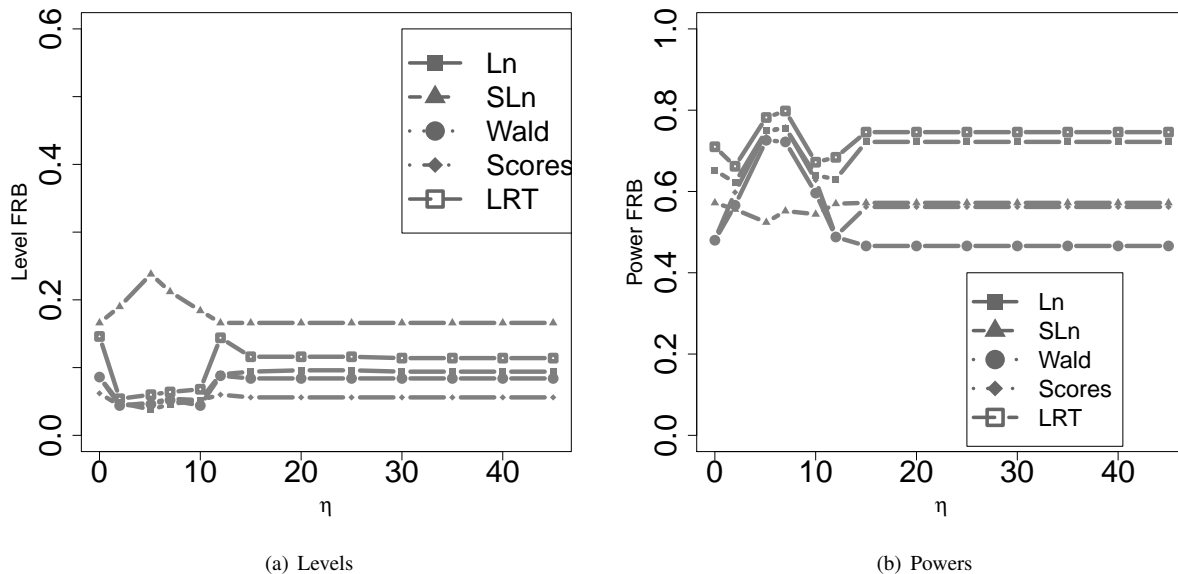 0.0 0.2 0.4 0.6
Level FRB
Ln
SLn
Wald
Scores
LRT
0 10 20 30 40
η
(a) Levels
0.0 0.2 0.4 0.6 0.8 1.0
Power FRB
Ln
SLn
Wald
Scores
LRT
0 10 20 30 40
η
(b) Powers